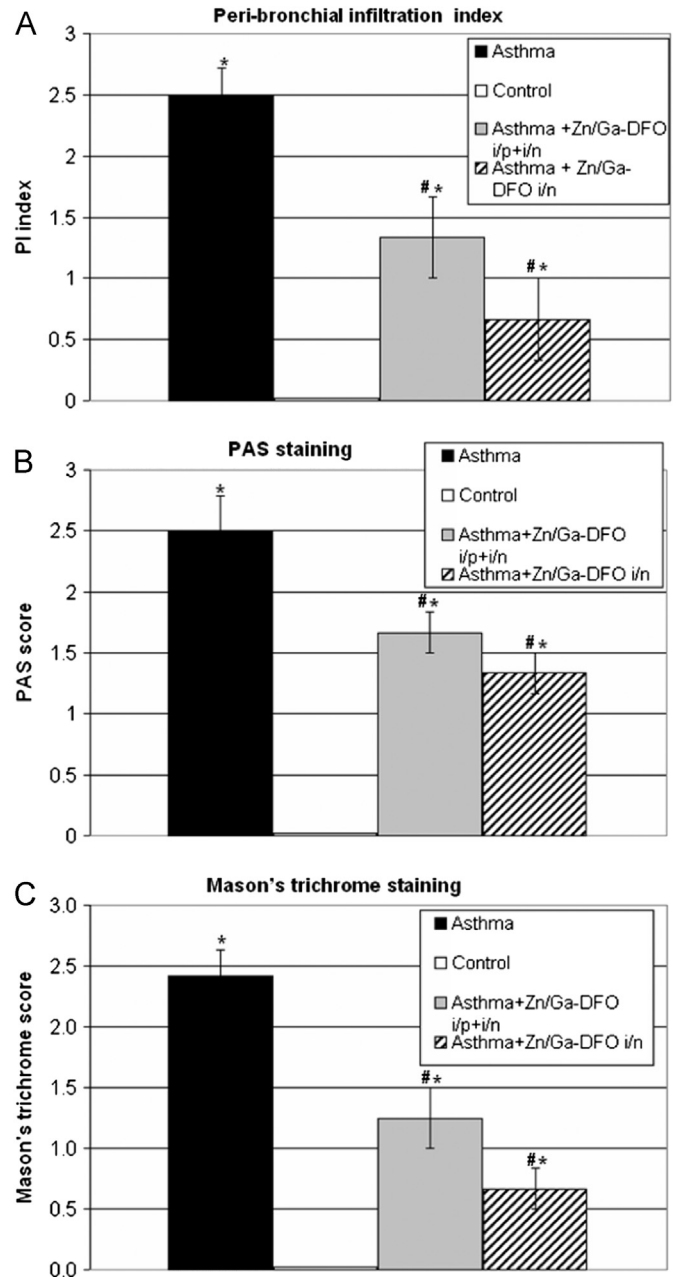 A
Peri-bronchial infiltration index
3
2.5
2
1.5
1
0.5
0
PI index
*
#*
#*
Asthma
Control
Asthma +Zn/Ga-DFO
i/p+i/n
Asthma + Zn/Ga-
DFO i/n
B
PAS staining
3
2.5
2
1.5
1
0.5
0
PAS score
*
#*
#*
Asthma
Control
Asthma+Zn/Ga-DFO
i/p+i/n
Asthma+Zn/Ga-DFO i/n
C
Mason's trichrome staining
3.0
2.5
2.0
1.5
1.0
0.5
0.0
Mason's trichrome score
*
#*
#*
Asthma
Control
Asthma+Zn/Ga-DFO
i/p+i/n
Asthma+Zn/Ga-DFO i/n